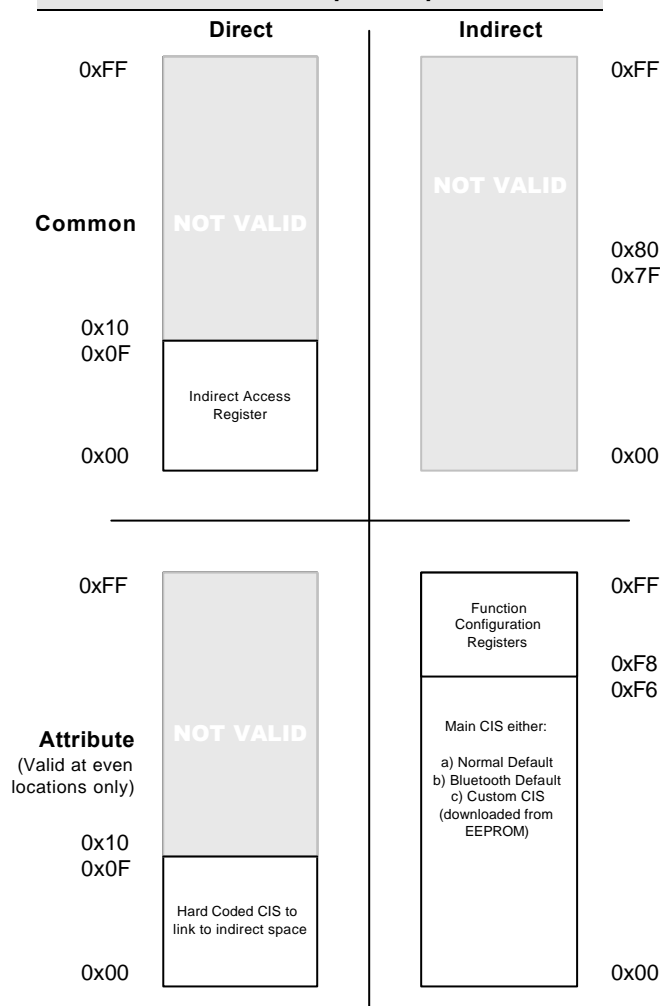 Direct
Indirect
0xFF
0xFF
NOT VALID
NOT VALID
Common
0x80
0x7F
0x10
0x0F
Indirect Access
Register
0x00
0x00
0xFF
0xFF
Function
Configuration
Registers
0xF8
0xF6
Main CIS either:
NOT VALID
Attribute
(Valid at even
locations only)
a) Normal Default
b) Bluetooth Default
c) Custom CIS
(downloaded from
EEPROM)
0x10
0x0F
Hard Coded CIS to
link to indirect space
0x00
0x00